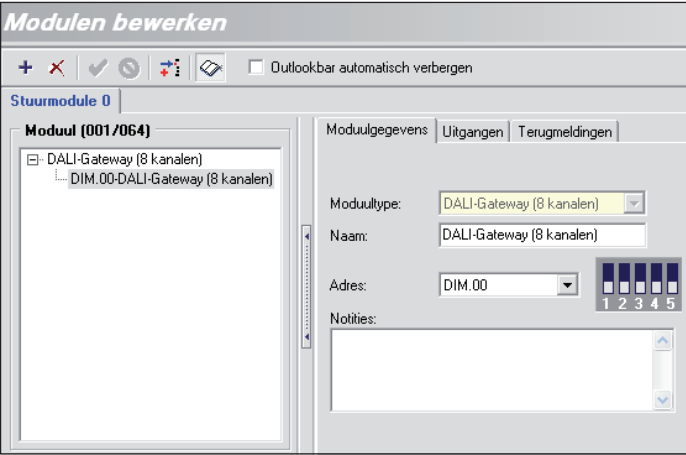 Modulen bewerken
Outlookbar automatisch verbergen
Stuurmodule 0
Moduul (001/064)
DALI-Gateway (8 kanalen)
DIM.00-DALI-Gateway (8 kanalen)
Moduulgegevens Uitgangen Terugmeldingen
Moduultype: DALI-Gateway (8 kanalen)
Naam: DALI-Gateway (8 kanalen)
Adres: DIM.00
1 2 3 4 5
Notities: